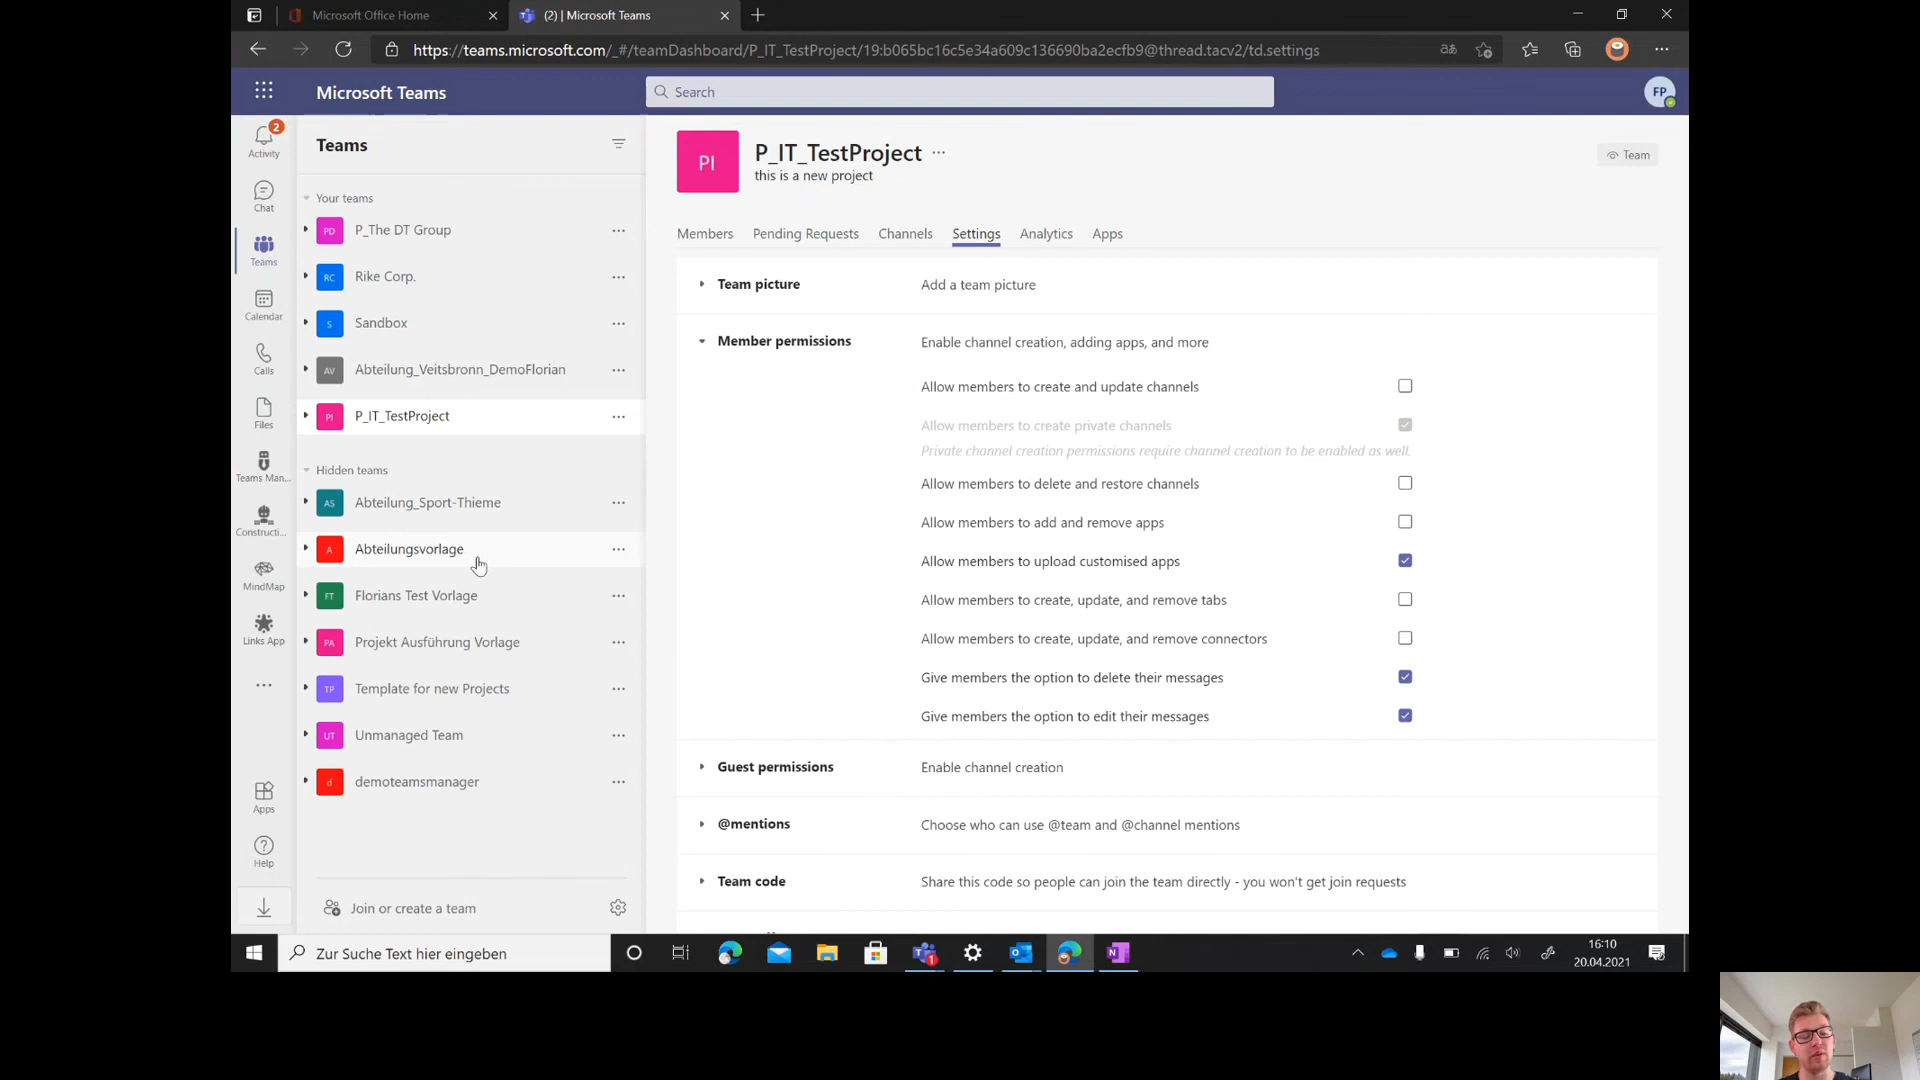 Microsoft Office Home
(2) | Microsoft Teams
https://teams.microsoft.com/_#/teamDashboard/P_IT_TestProject/19:b065bc16c5e34a609c136690ba2ecfb9@thread.tacv2/td.settings
aあ
Microsoft Teams
Search
FP
2
Activity
Chat
Teams
Calendar
Calls
Files
Teams Man...
Constructi...
MindMap
Links App
Apps
Help
Teams
Your teams
PD P_The DT Group
RC Rike Corp.
S Sandbox
AV Abteilung_Veitsbronn_DemoFlorian
PI P_IT_TestProject
Hidden teams
AS Abteilung_Sport-Thieme
A Abteilungsvorlage
FT Florians Test Vorlage
PA Projekt Ausführung Vorlage
TP Template for new Projects
UT Unmanaged Team
d demoteamsmanager
Join or create a team
PI
P_IT_TestProject
this is a new project
Team
Members Pending Requests Channels Settings Analytics Apps
Team picture Add a team picture
Member permissions Enable channel creation, adding apps, and more
Allow members to create and update channels
Allow members to create private channels
Private channel creation permissions require channel creation to be enabled as well.
Allow members to delete and restore channels
Allow members to add and remove apps
Allow members to upload customised apps
Allow members to create, update, and remove tabs
Allow members to create, update, and remove connectors
Give members the option to delete their messages
Give members the option to edit their messages
Guest permissions Enable channel creation
@mentions Choose who can use @team and @channel mentions
Team code Share this code so people can join the team directly - you won't get join requests
Zur Suche Text hier eingeben
1
N
16:10
20.04.2021